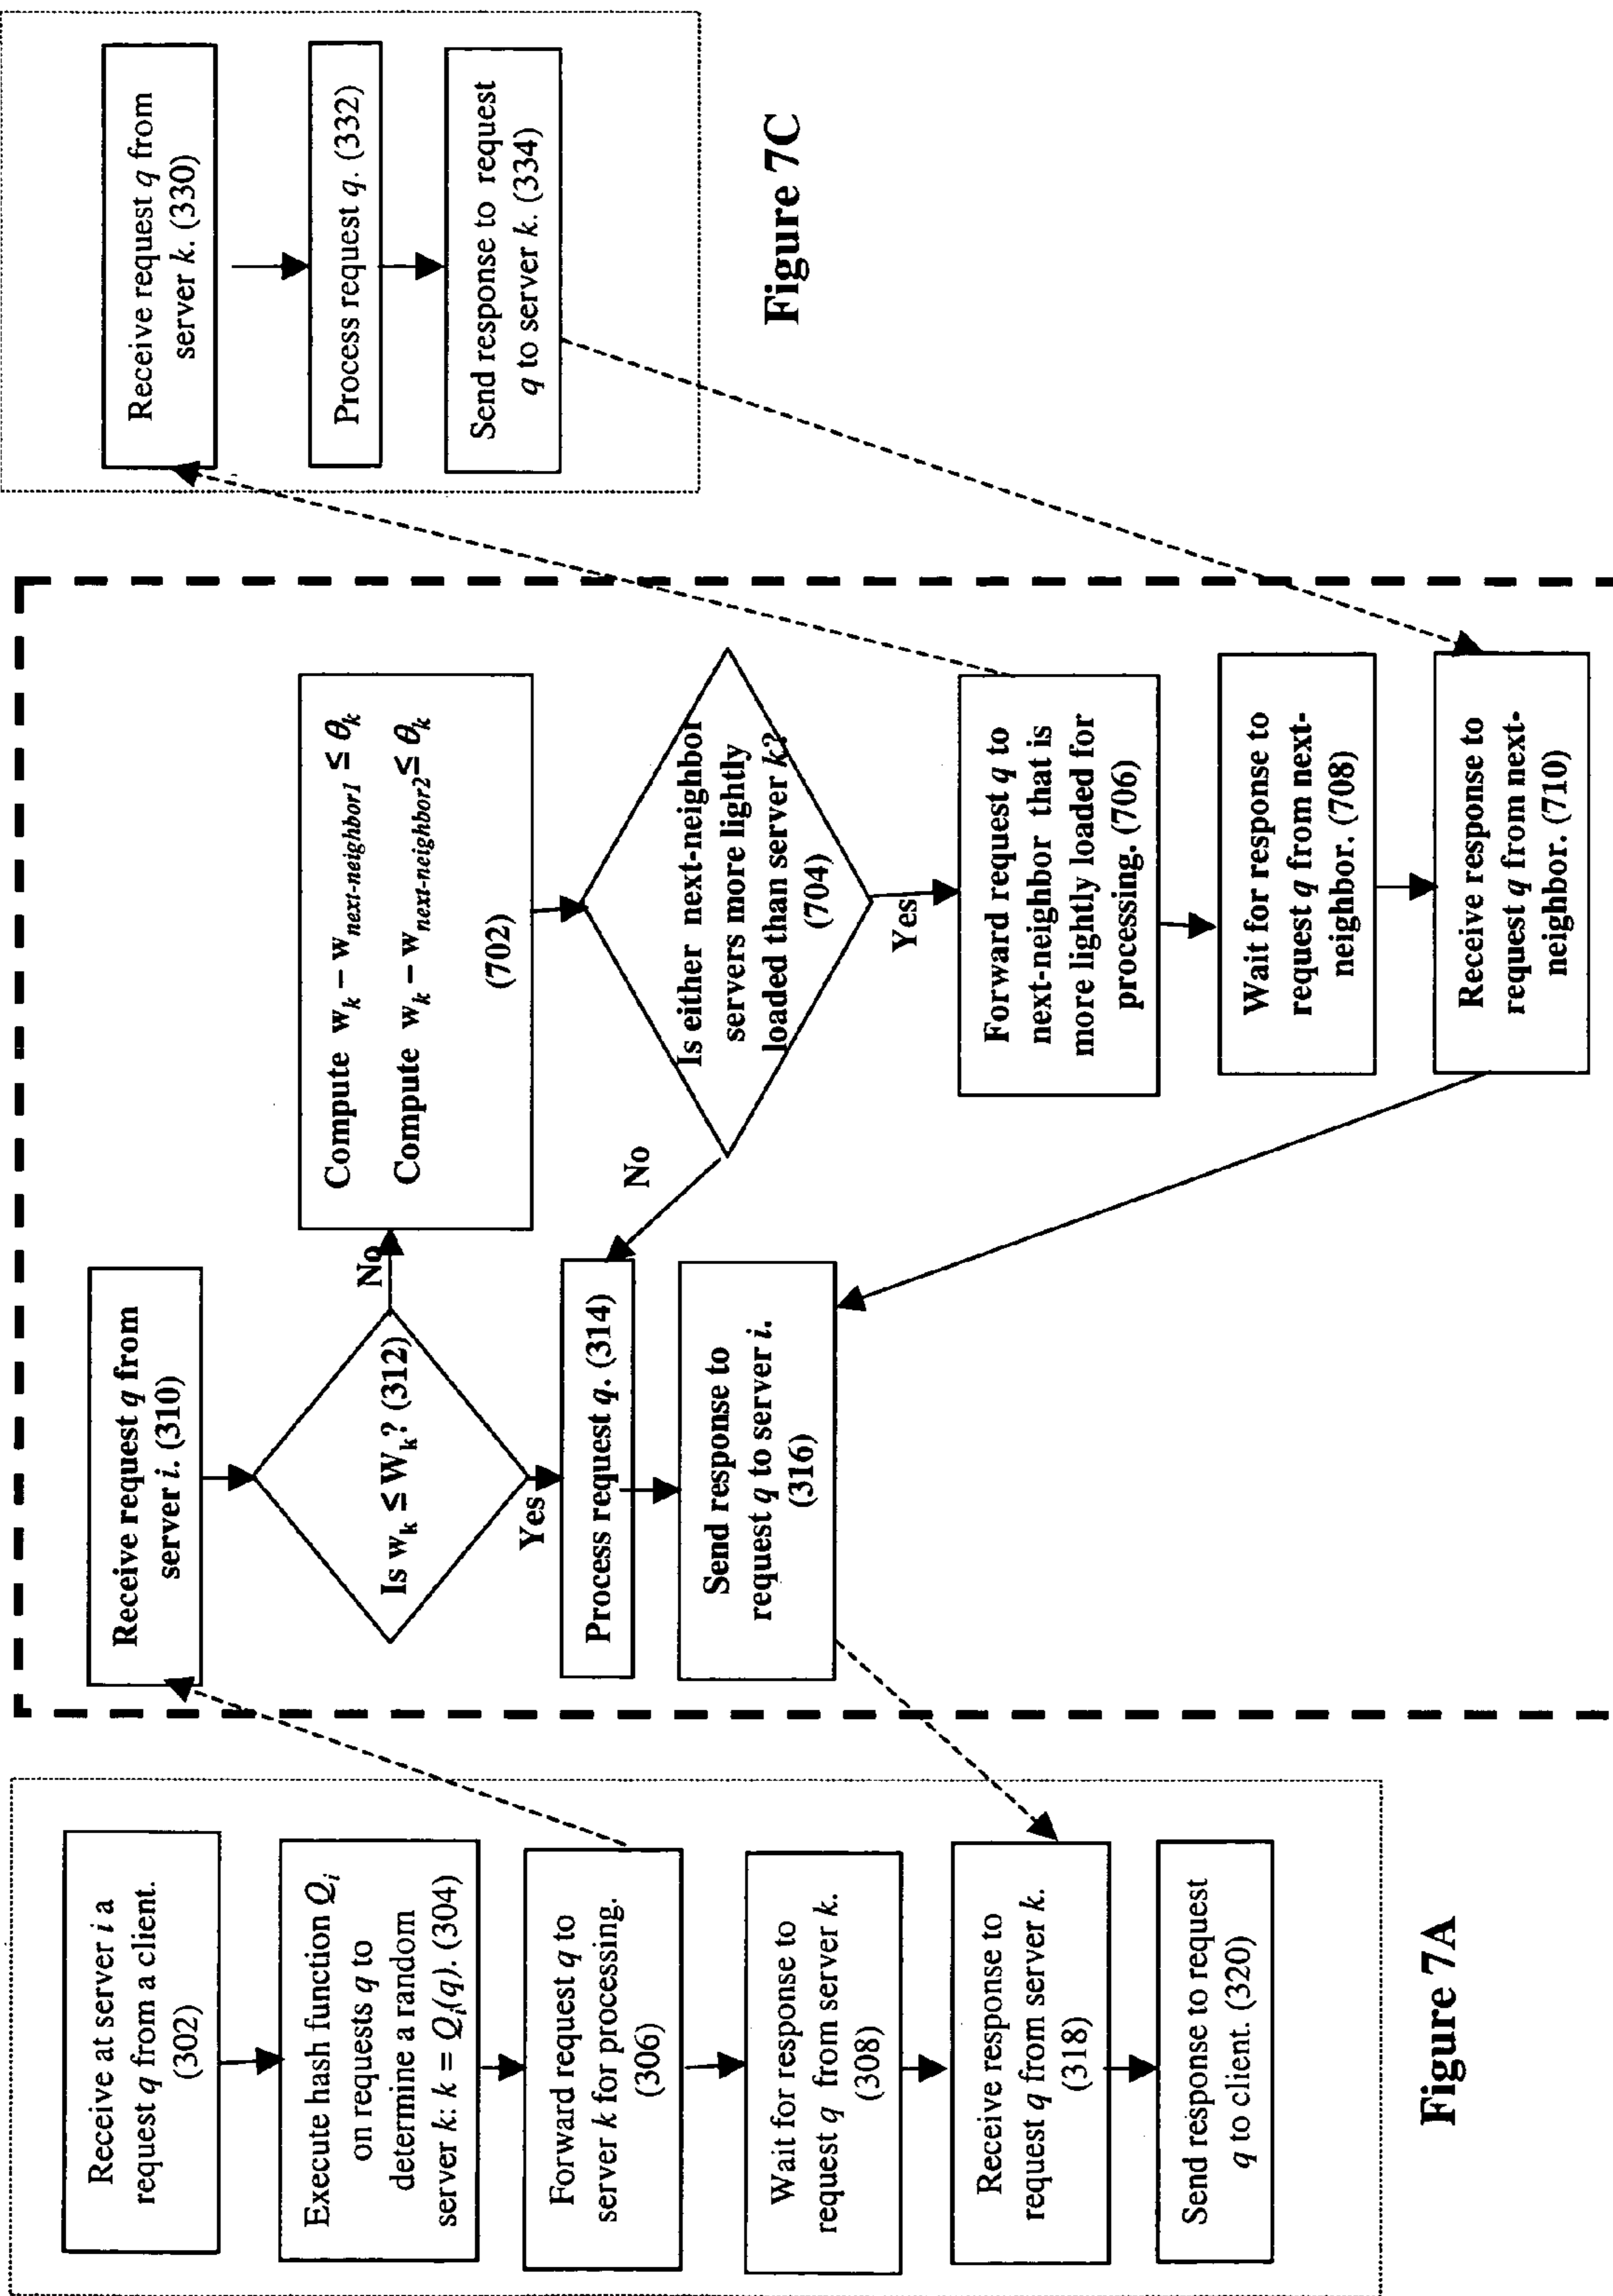 Receive at server i a
request q from a client.
(302)
Execute hash function Qi
on requests q to
determine a random
server k: k = Qi(q). (304)
Forward request q to
server k for processing.
(306)
Wait for response to
request q from server k.
(308)
Receive response to
request q from server k.
(318)
Send response to request
q to client. (320)
Figure 7A
Receive request q from
server i. (310)
Is wk ≤ Wk? (312)
No
Yes
Process request q. (314)
Send response to
request q to server i.
(316)
Compute wk – wnext-neighbor1 ≤ θk
Compute wk – wnext-neighbor2 ≤ θk
(702)
Is either next-neighbor
servers more lightly
loaded than server k?
(704)
No
Yes
Forward request q to
next-neighbor that is
more lightly loaded for
processing. (706)
Wait for response to
request q from next-
neighbor. (708)
Receive response to
request q from next-
neighbor. (710)
Receive request q from
server k. (330)
Process request q. (332)
Send response to request
q to server k. (334)
Figure 7C